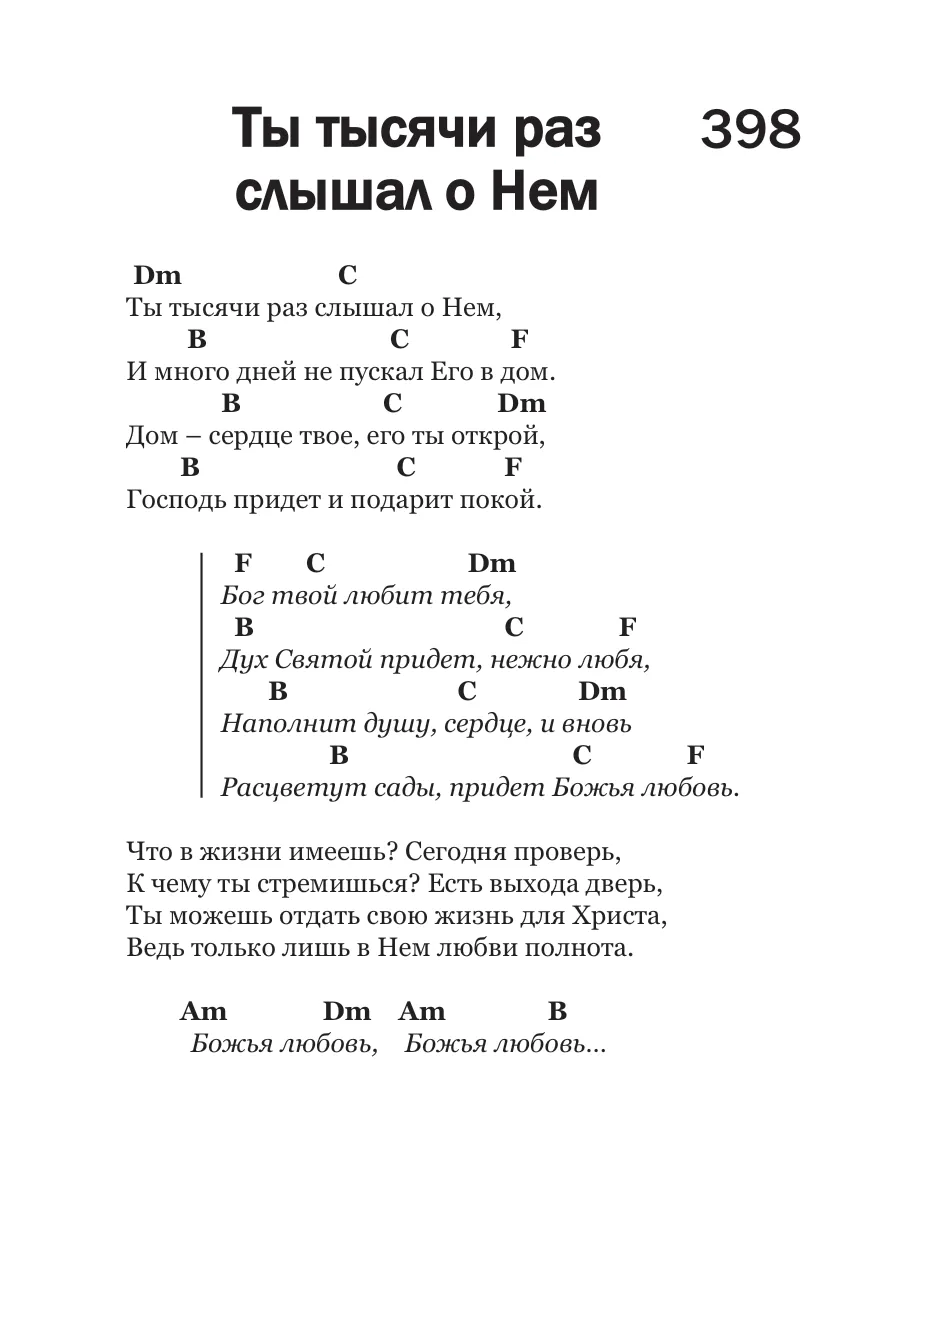 Ты тысячи раз 398
слышал о Нем
Dm C
Ты тысячи раз слышал о Нем,
B C F
И много дней не пускал Его в дом.
B C Dm
Дом – сердце твое, его ты открой,
B C F
Господь придет и подарит покой.
F C Dm
Бог твой любит тебя,
B C F
Дух Святой придет, нежно любя,
B C Dm
Наполнит душу, сердце, и вновь
B C F
Расцветут сады, придет Божья любовь.
Что в жизни имеешь? Сегодня проверь,
К чему ты стремишься? Есть выхода дверь,
Ты можешь отдать свою жизнь для Христа,
Ведь только лишь в Нем любви полнота.
Am Dm Am B
Божья любовь, Божья любовь...